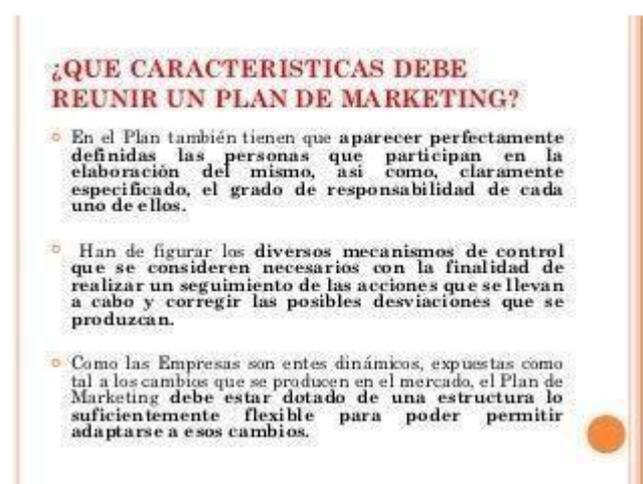 ¿QUE CARACTERISTICAS DEBE
REUNIR UN PLAN DE MARKETING?
En el Plan también tienen que aparecer perfectamente
definidas las personas que participan en la
elaboración del mismo, asi como, claramente
especificado, el grado de responsabilidad de cada
uno de ellos.
Han de figurar los diversos mecanismos de control
que se consideren necesarios con la finalidad de
realizar un seguimiento de las acciones que se llevan
a cabo y corregir las posibles desviaciones que se
produzcan.
Como las Empresas son entes dinámicos, expuestas como
tal a los cambios que se producen en el mercado, el Plan de
Marketing debe estar dotado de una estructura lo
suficientemente flexible para poder permitir
adaptarse a esos cambios.